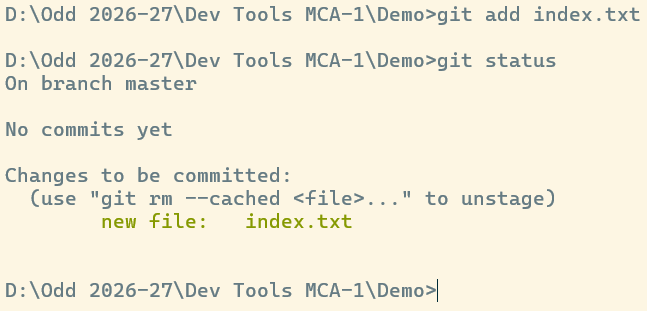 D:\Odd 2026-27\Dev Tools MCA-1\Demo>git add index.txt
D:\Odd 2026-27\Dev Tools MCA-1\Demo>git status
On branch master
No commits yet
Changes to be committed:
  (use "git rm --cached <file>..." to unstage)
        new file:   index.txt
D:\Odd 2026-27\Dev Tools MCA-1\Demo>